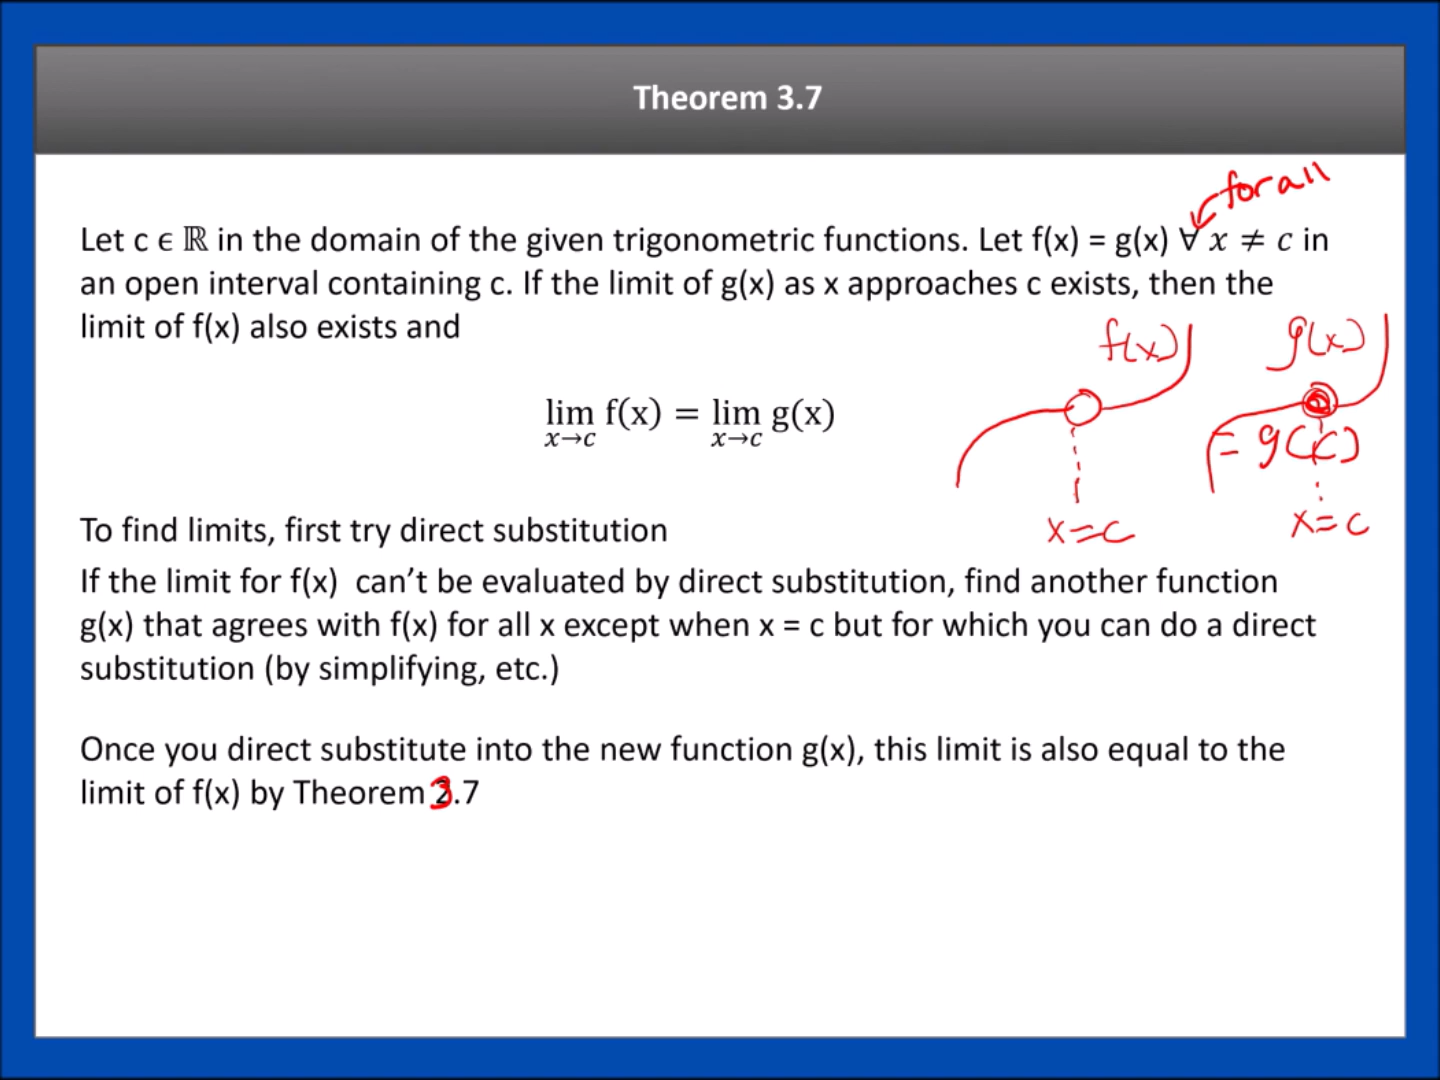 Theorem 3.7
for all
Let c ϵ ℝ in the domain of the given trigonometric functions. Let f(x) = g(x) ∀ x ≠ c in
an open interval containing c. If the limit of g(x) as x approaches c exists, then the
limit of f(x) also exists and
f(x) g(x)
lim f(x) = lim g(x)
x→c x→c
= g(c)
x=c x=c
To find limits, first try direct substitution
If the limit for f(x) can’t be evaluated by direct substitution, find another function
g(x) that agrees with f(x) for all x except when x = c but for which you can do a direct
substitution (by simplifying, etc.)
Once you direct substitute into the new function g(x), this limit is also equal to the
limit of f(x) by Theorem 3.7